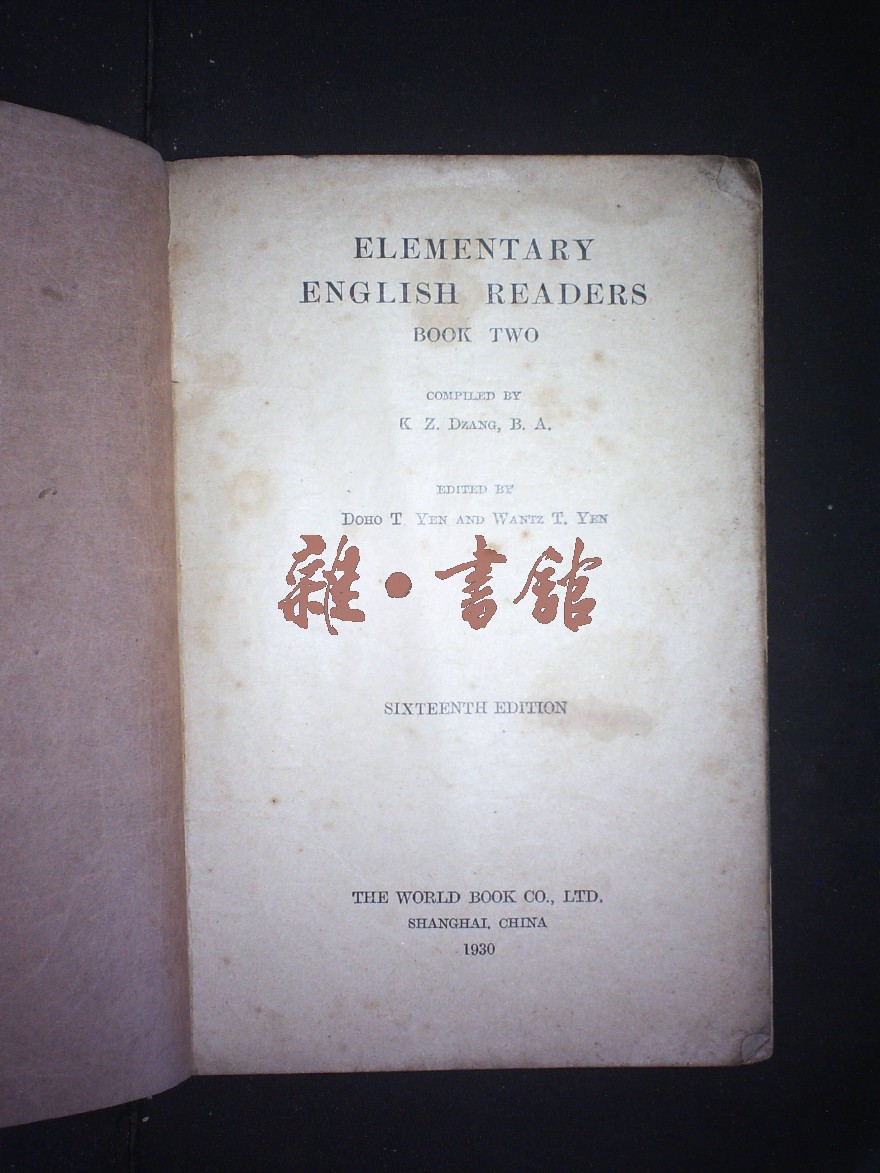 ELEMENTARY
ENGLISH READERS
BOOK TWO
COMPILED BY
K. Z. DZANG, B. A.
EDITED BY
DOHO T. YEN AND WANTZ T. YEN
雜·書館
SIXTEENTH EDITION
THE WORLD BOOK CO., LTD.
SHANGHAI, CHINA
1930